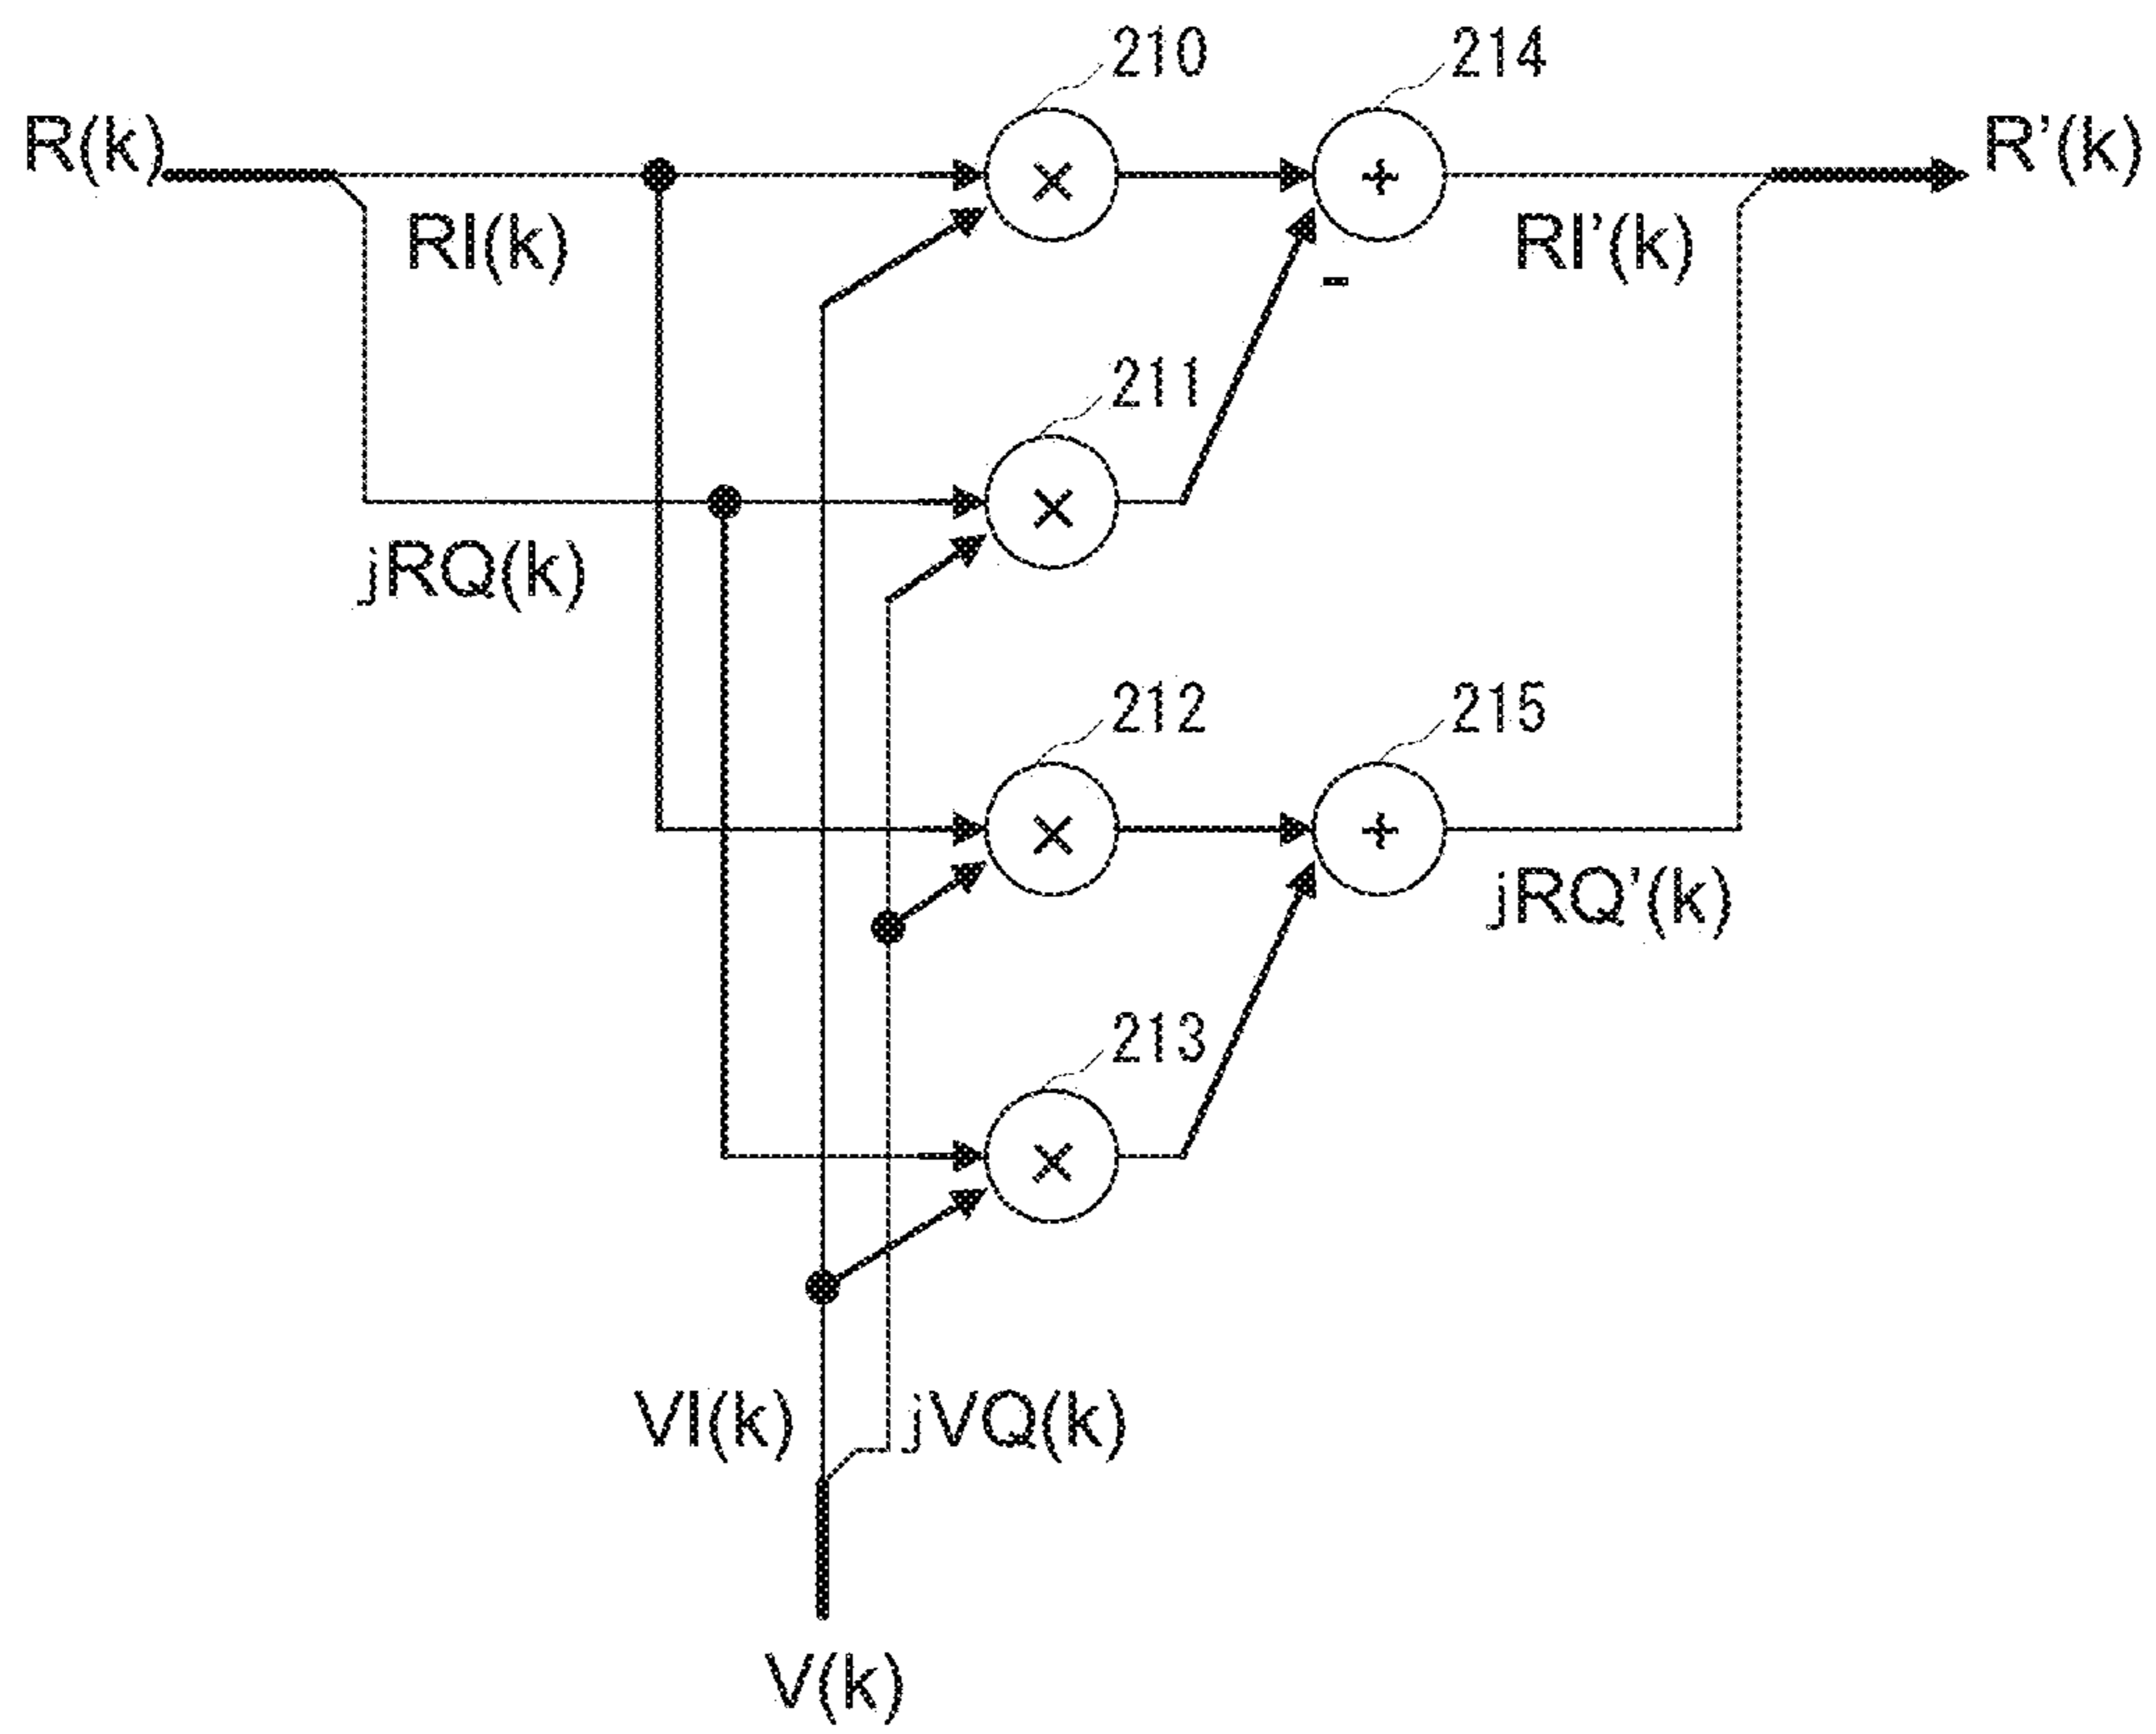 210
214
R(k)
R'(k)
×
+
RI(k)
RI'(k)
-
211
×
jRQ(k)
212
215
×
+
jRQ'(k)
213
×
VI(k)
jVQ(k)
V(k)